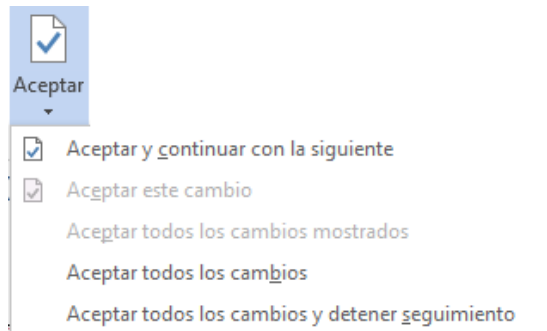 Aceptar
Aceptar y continuar con la siguiente
Aceptar este cambio
Aceptar todos los cambios mostrados
Aceptar todos los cambios
Aceptar todos los cambios y detener seguimiento